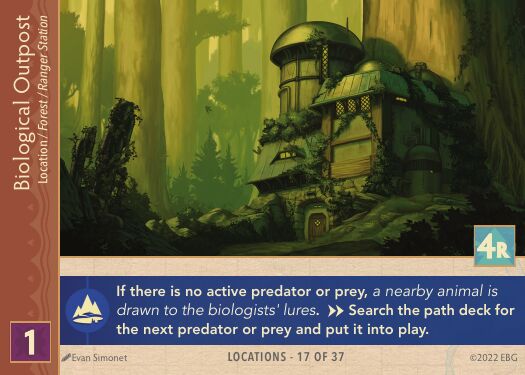 Biological Outpost
Location / Forest / Ranger Station
4R
If there is no active predator or prey, a nearby animal is
drawn to the biologists' lures. Search the path deck for
the next predator or prey and put it into play.
1
Evan Simonet
LOCATIONS - 17 OF 37
©2022 EBG